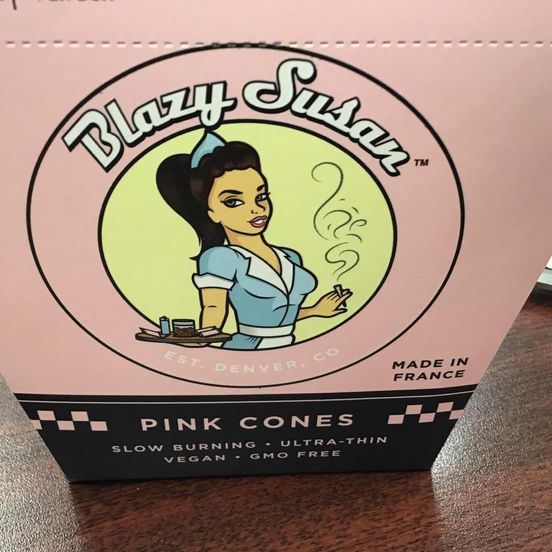 Blazy Susan™
EST. DENVER, CO
MADE IN
FRANCE
PINK CONES
SLOW BURNING • ULTRA-THIN
VEGAN • GMO FREE